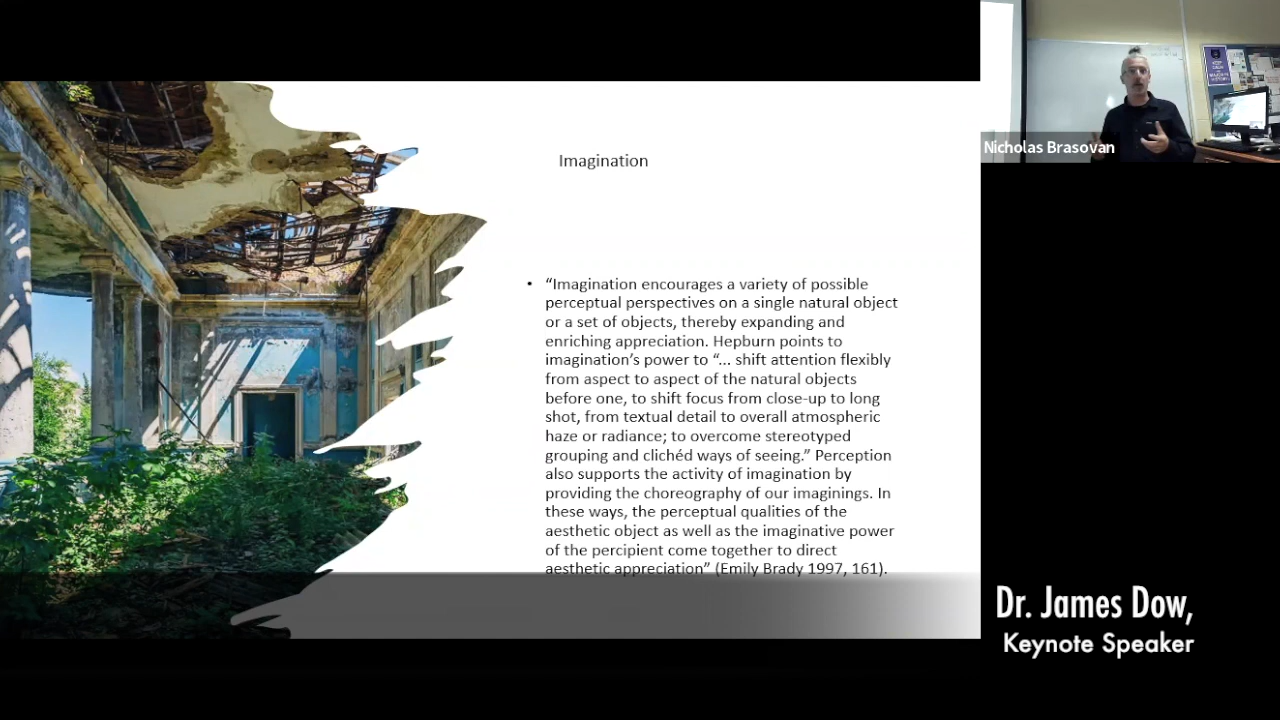 Imagination
• “Imagination encourages a variety of possible
perceptual perspectives on a single natural object
or a set of objects, thereby expanding and
enriching appreciation. Hepburn points to
imagination’s power to “... shift attention flexibly
from aspect to aspect of the natural objects
before one, to shift focus from close-up to long
shot, from textual detail to overall atmospheric
haze or radiance; to overcome stereotyped
grouping and clichéd ways of seeing.” Perception
also supports the activity of imagination by
providing the choreography of our imaginings. In
these ways, the perceptual qualities of the
aesthetic object as well as the imaginative power
of the percipient come together to direct
aesthetic appreciation” (Emily Brady 1997, 161).
Nicholas Brasovan
Dr. James Dow,
Keynote Speaker